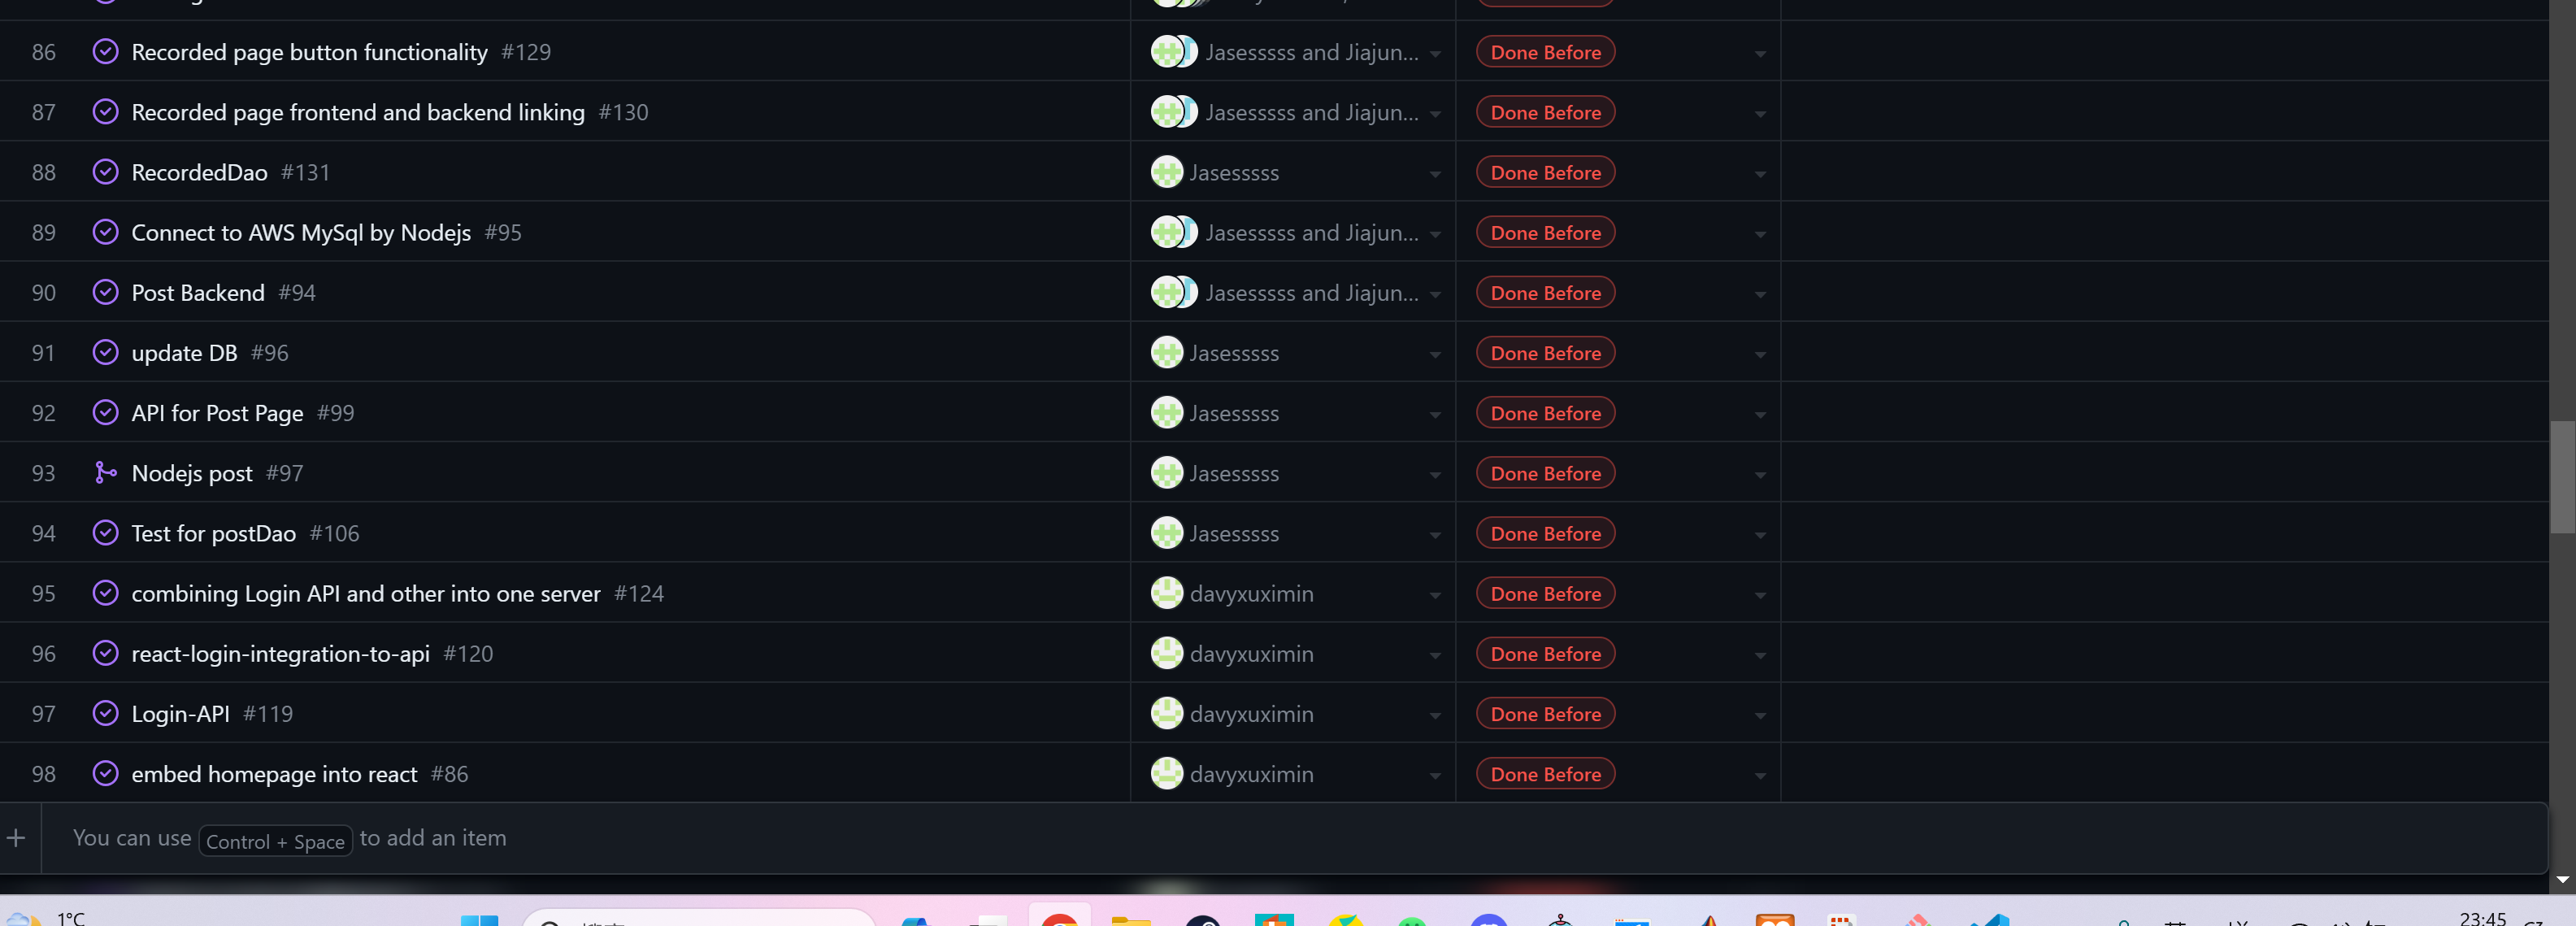 86 Recorded page button functionality #129 Jasesssss and Jiajun... Done Before
87 Recorded page frontend and backend linking #130 Jasesssss and Jiajun... Done Before
88 RecordedDao #131 Jasesssss Done Before
89 Connect to AWS MySql by Nodejs #95 Jasesssss and Jiajun... Done Before
90 Post Backend #94 Jasesssss and Jiajun... Done Before
91 update DB #96 Jasesssss Done Before
92 API for Post Page #99 Jasesssss Done Before
93 Nodejs post #97 Jasesssss Done Before
94 Test for postDao #106 Jasesssss Done Before
95 combining Login API and other into one server #124 davyxuximin Done Before
96 react-login-integration-to-api #120 davyxuximin Done Before
97 Login-API #119 davyxuximin Done Before
98 embed homepage into react #86 davyxuximin Done Before
You can use Control + Space to add an item
1°C 23:45